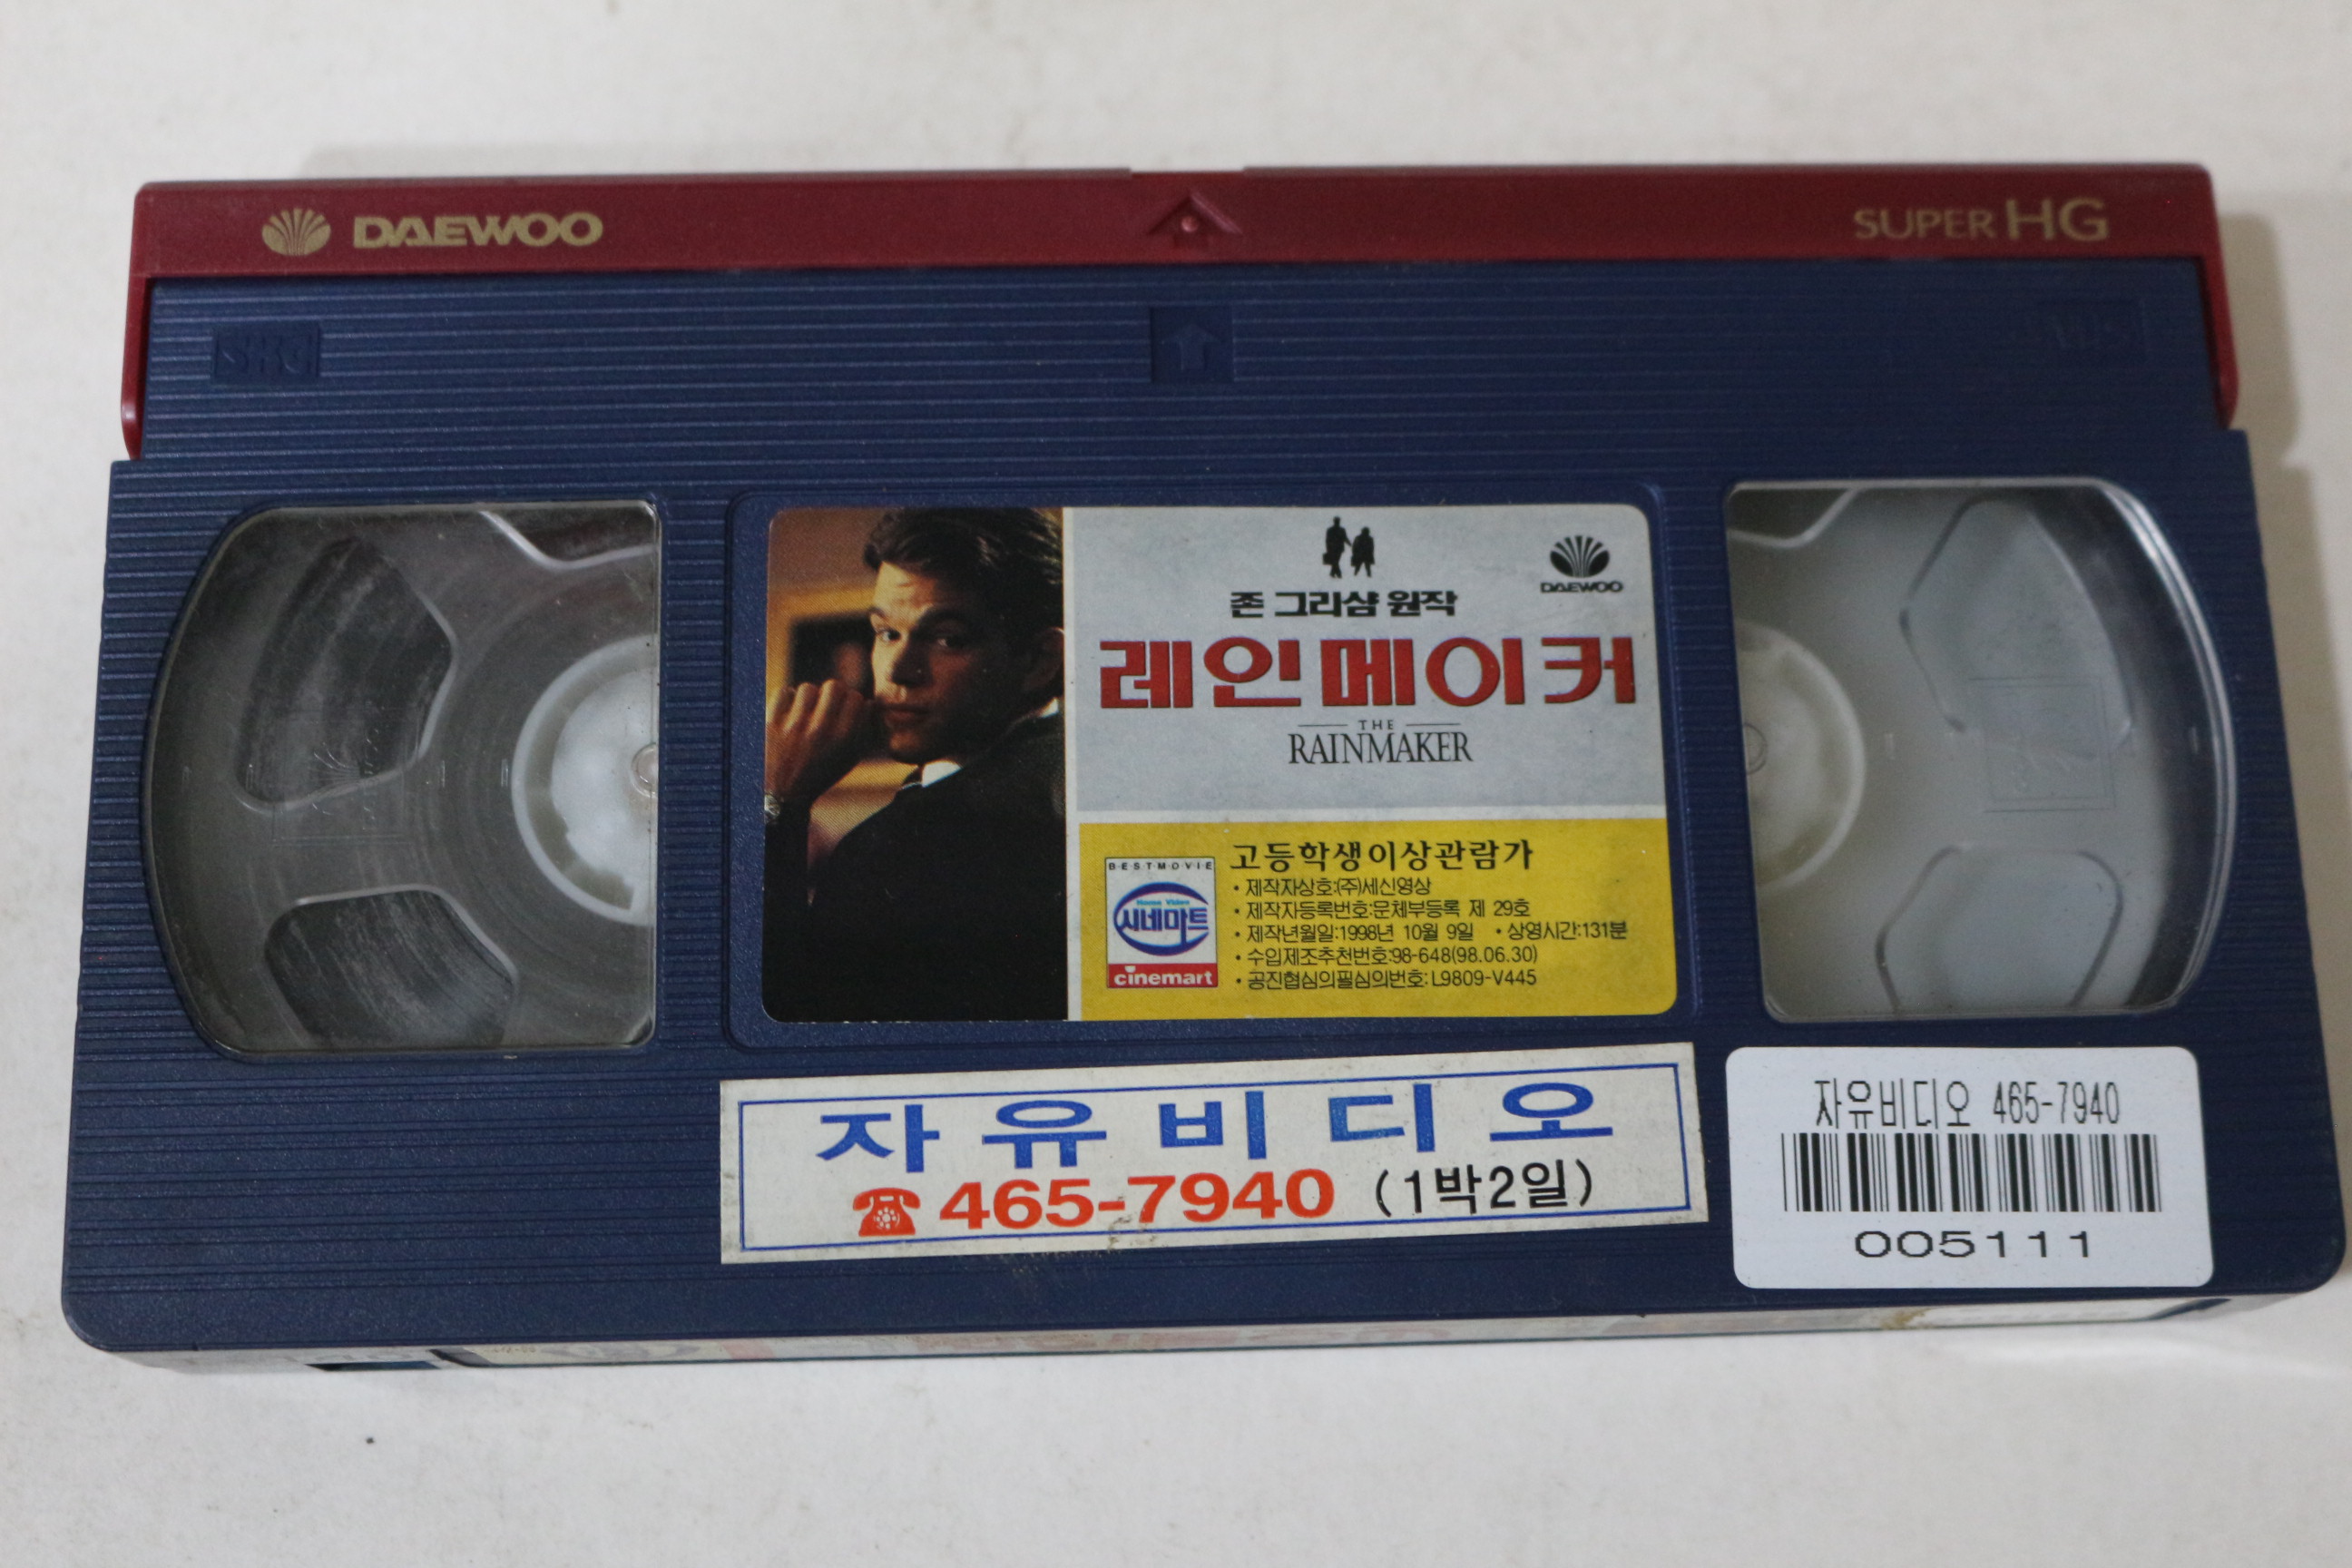 DAEWOO
SUPER HG
SHG
VHS
DAEWOO
존 그리샴 원작
레인메이커
THE
RAINMAKER
BEST MOVIE
Home Video
시네마트
cinemart
고등학생이상관람가
• 제작자상호:(주)세신영상
• 제작자등록번호:문체부등록 제 29호
• 제작년월일:1998년 10월 9일 • 상영시간:131분
• 수입제조추천번호:98-648(98.06.30)
• 공진협심의필심의번호:L9809-V445
자유비디오
☎465-7940 (1박2일)
자유비디오 465-7940
005111